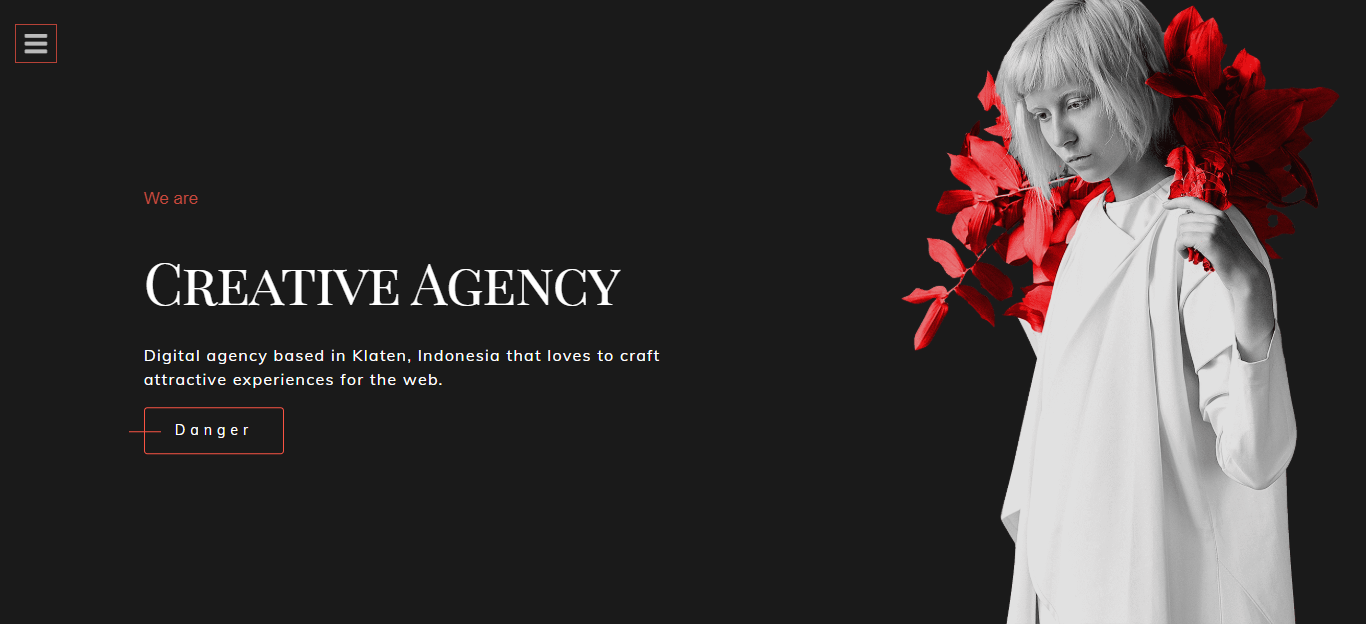 We are
Creative Agency
Digital agency based in Klaten, Indonesia that loves to craft
attractive experiences for the web.
Danger